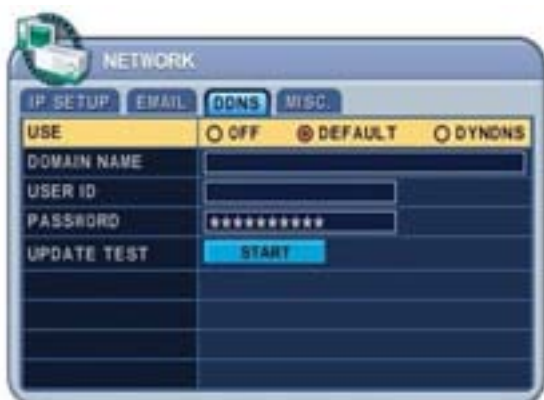 NETWORK
IP SETUP EMAIL DDNS MISC.
USE OFF DEFAULT DYNDNS
DOMAIN NAME
USER ID
PASSWORD **********
UPDATE TEST START